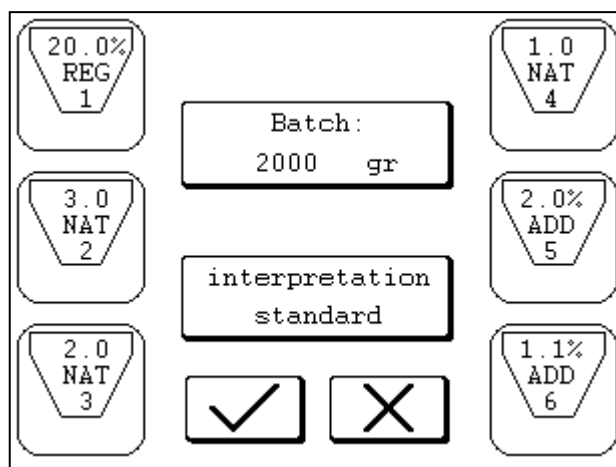 20.0%
REG
1
3.0
NAT
2
2.0
NAT
3
Batch:
2000 gr
interpretation
standard
1.0
NAT
4
2.0%
ADD
5
1.1%
ADD
6